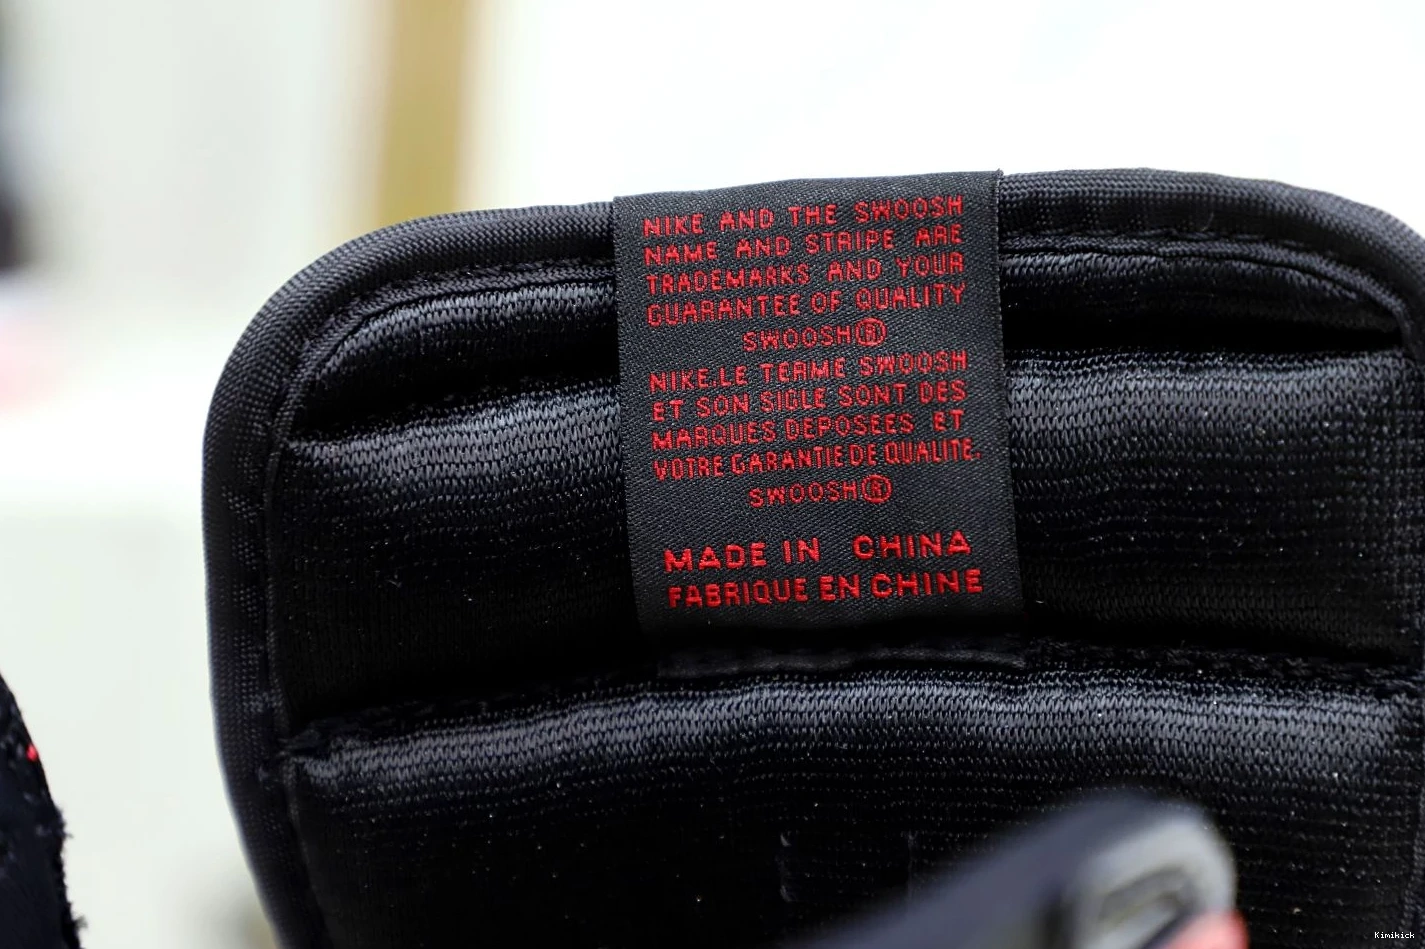 NIKE AND THE SWOOSH
NAME AND STRIPE ARE
TRADEMARKS AND YOUR
GUARANTEE OF QUALITY
SWOOSH®
NIKE.LE TERME SWOOSH
ET SON SIGLE SONT DES
MARQUES DEPOSEES ET
VOTRE GARANTIE DE QUALITE.
SWOOSH®
MADE IN CHINA
FABRIQUE EN CHINE
Kimikick